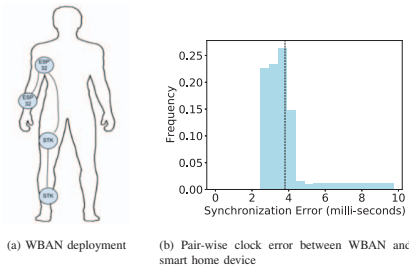 ESP 32
ESP 32
STK
STK
Frequency
0.25
0.20
0.15
0.10
0.05
0.00
0 2 4 6 8 10
Synchronization Error (milli-seconds)
(a) WBAN deployment
(b) Pair-wise clock error between WBAN and
smart home device